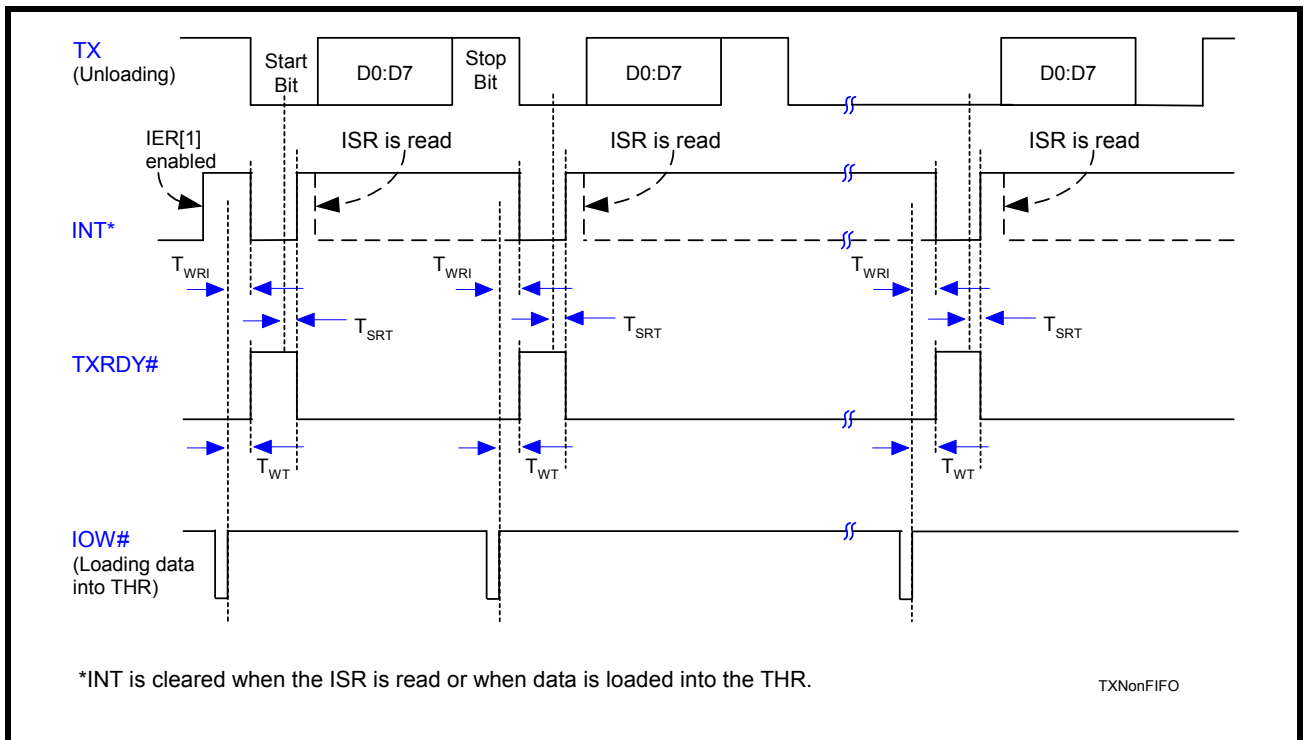 TX
(Unloading)
Start
Bit
D0:D7
Stop
Bit
D0:D7
D0:D7
IER[1]
enabled
ISR is read
ISR is read
ISR is read
INT*
TWRI
TWRI
TWRI
TSRT
TSRT
TSRT
TXRDY#
TWT
TWT
TWT
IOW#
(Loading data
into THR)
*INT is cleared when the ISR is read or when data is loaded into the THR.
TXNonFIFO